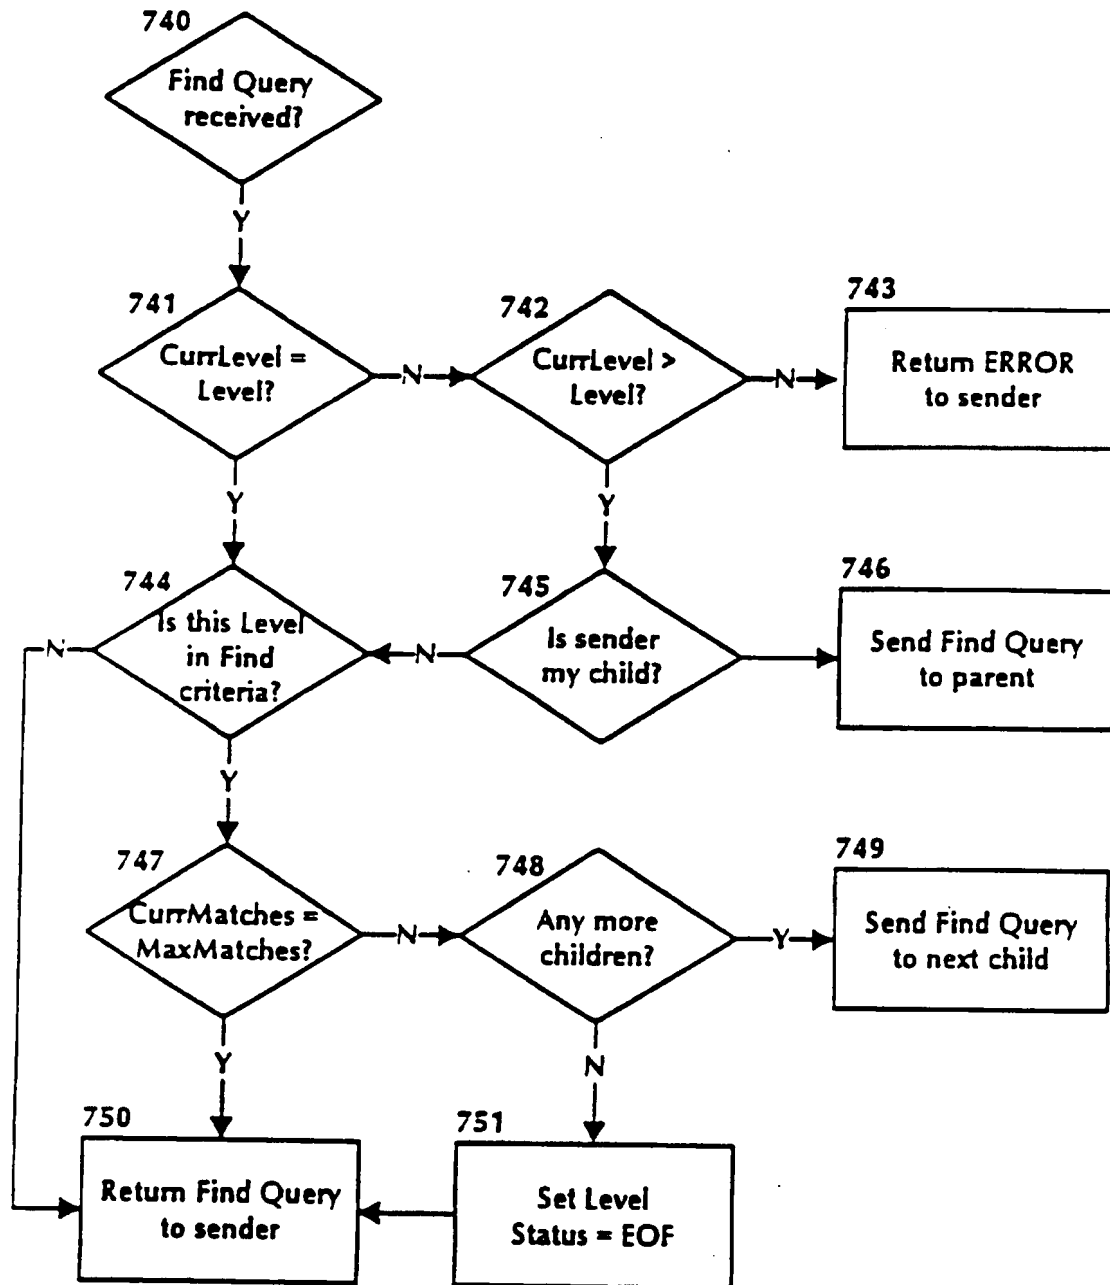 740
Find Query
received?
Y
741
CurrLevel =
Level?
N
742
CurrLevel >
Level?
N
743
Return ERROR
to sender
Y
Y
744
Is this Level
in Find
criteria?
N
N
745
Is sender
my child?
746
Send Find Query
to parent
Y
747
CurrMatches =
MaxMatches?
N
748
Any more
children?
Y
749
Send Find Query
to next child
Y
N
750
Return Find Query
to sender
751
Set Level
Status = EOF